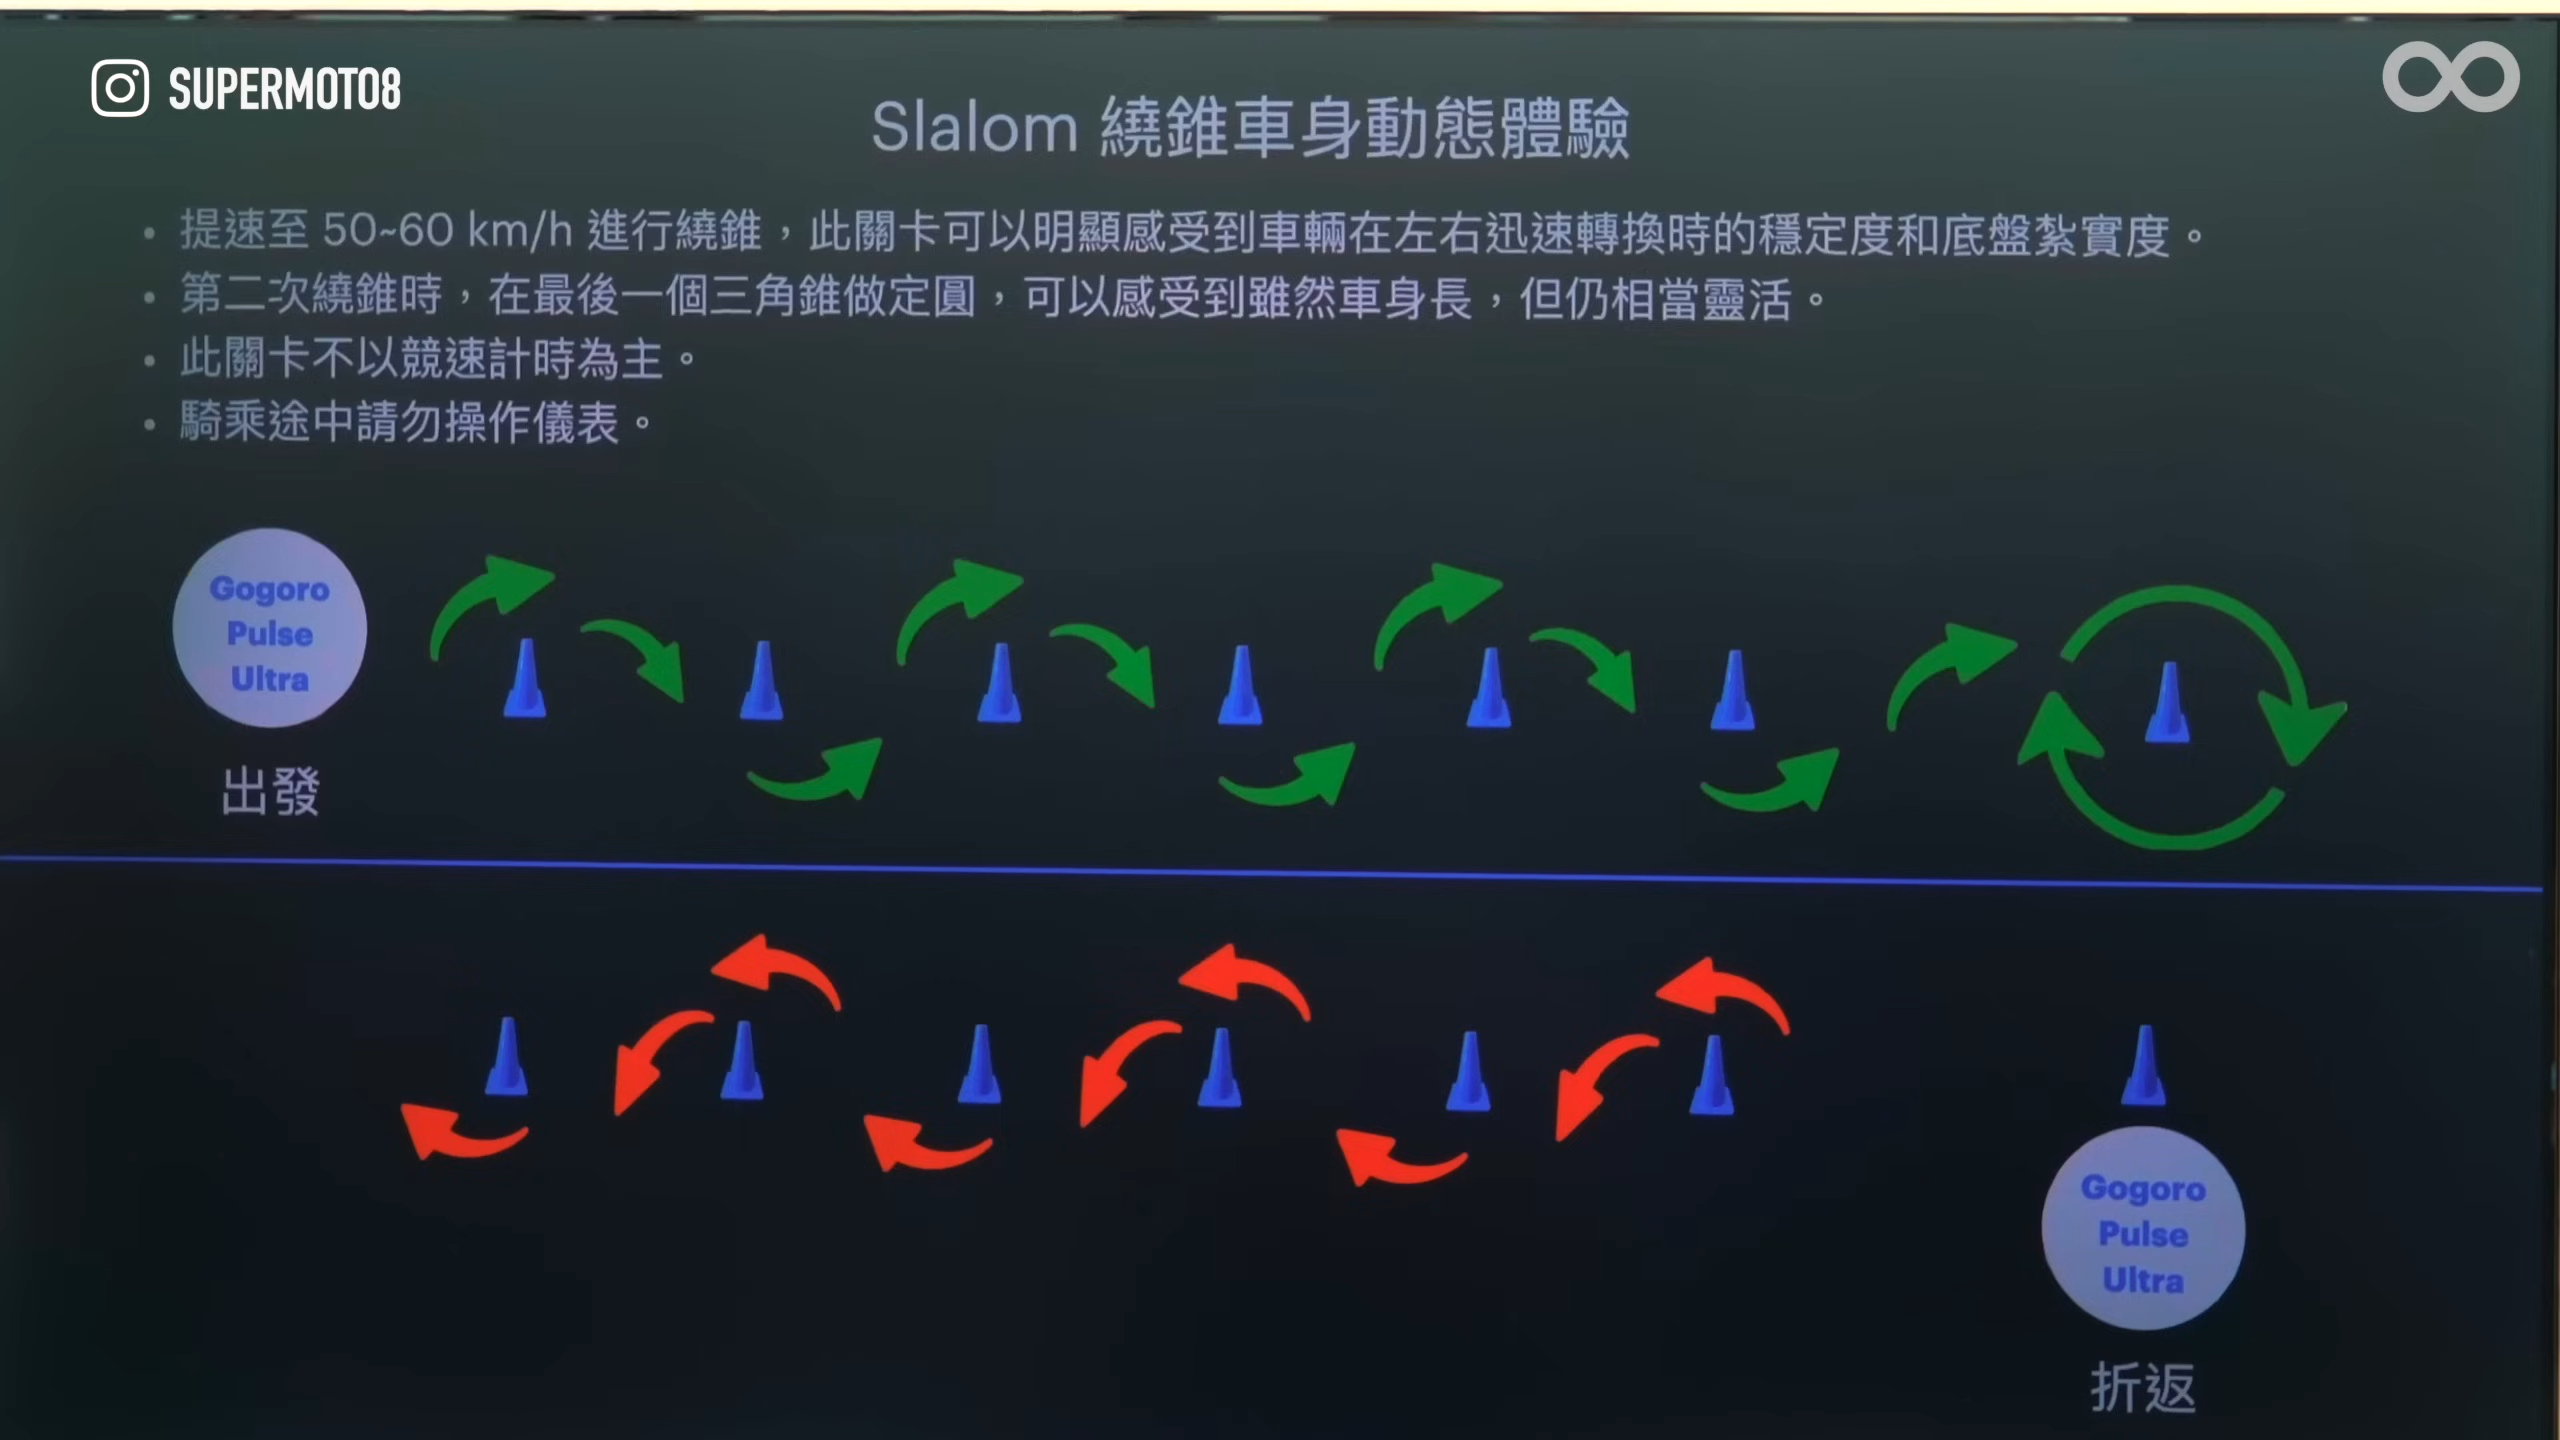 SUPERMOTO8
Slalom 繞錐車身動態體驗
• 提速至 50~60 km/h 進行繞錐，此關卡可以明顯感受到車輛在左右迅速轉換時的穩定度和底盤紮實度。
• 第二次繞錐時，在最後一個三角錐做定圓，可以感受到雖然車身長，但仍相當靈活。
• 此關卡不以競速計時為主。
• 騎乘途中請勿操作儀表。
Gogoro
Pulse
Ultra
出發
Gogoro
Pulse
Ultra
折返